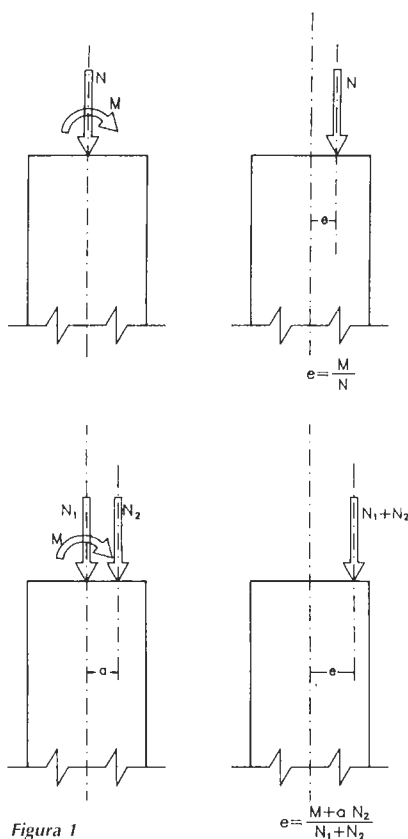 N
M
N
e
e=M/N
N₁
N₂
M
a
N₁+N₂
e
e=M+a N₂/N₁+N₂
Figura 1